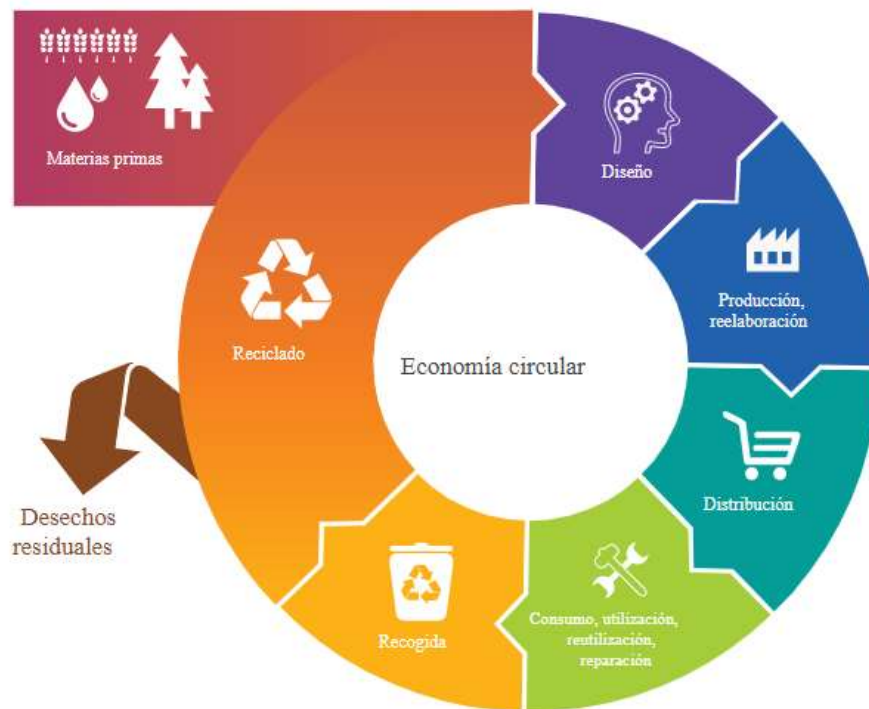 Materias primas
Diseño
Producción,
reelaboración
Distribución
Consumo, utilización,
reutilización,
reparación
Recogida
Reciclado
Desechos
residuales
Economía circular